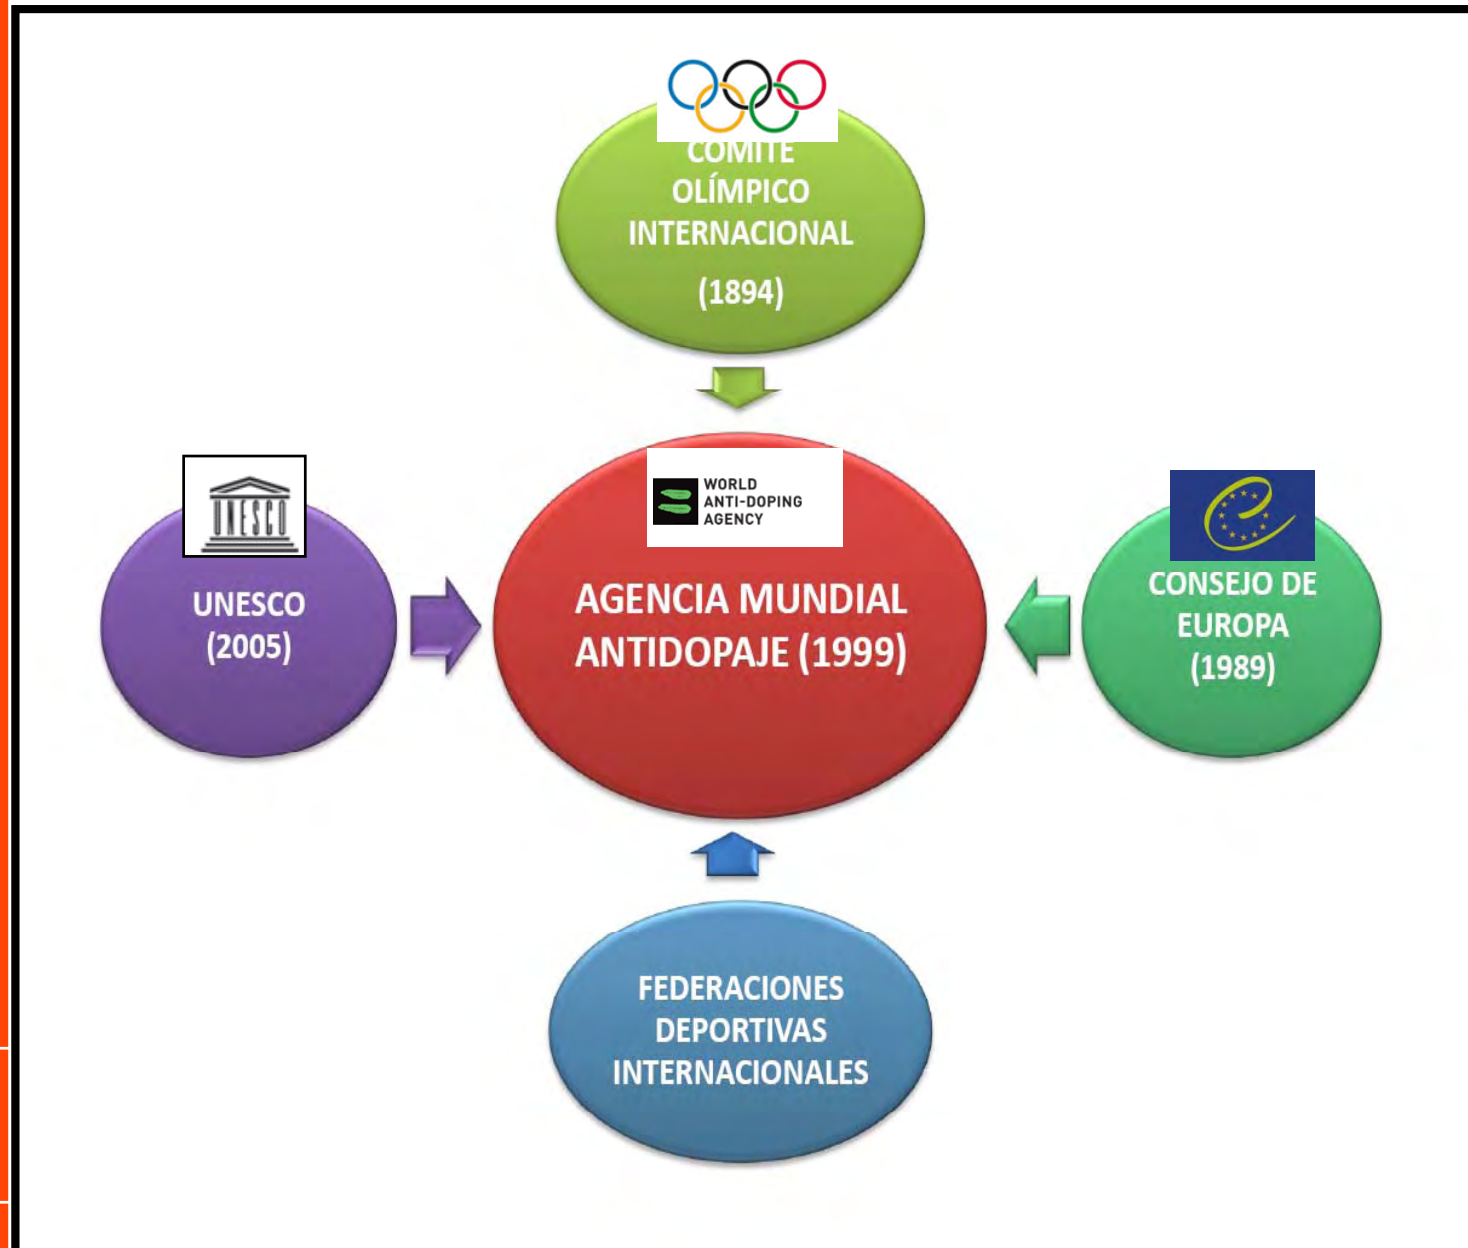 COMITÉ
OLÍMPICO
INTERNACIONAL
(1894)
UNESCO
WORLD
ANTI-DOPING
AGENCY
AGENCIA MUNDIAL
ANTIDOPAJE (1999)
UNESCO
(2005)
CONSEJO DE
EUROPA
(1989)
FEDERACIONES
DEPORTIVAS
INTERNACIONALES